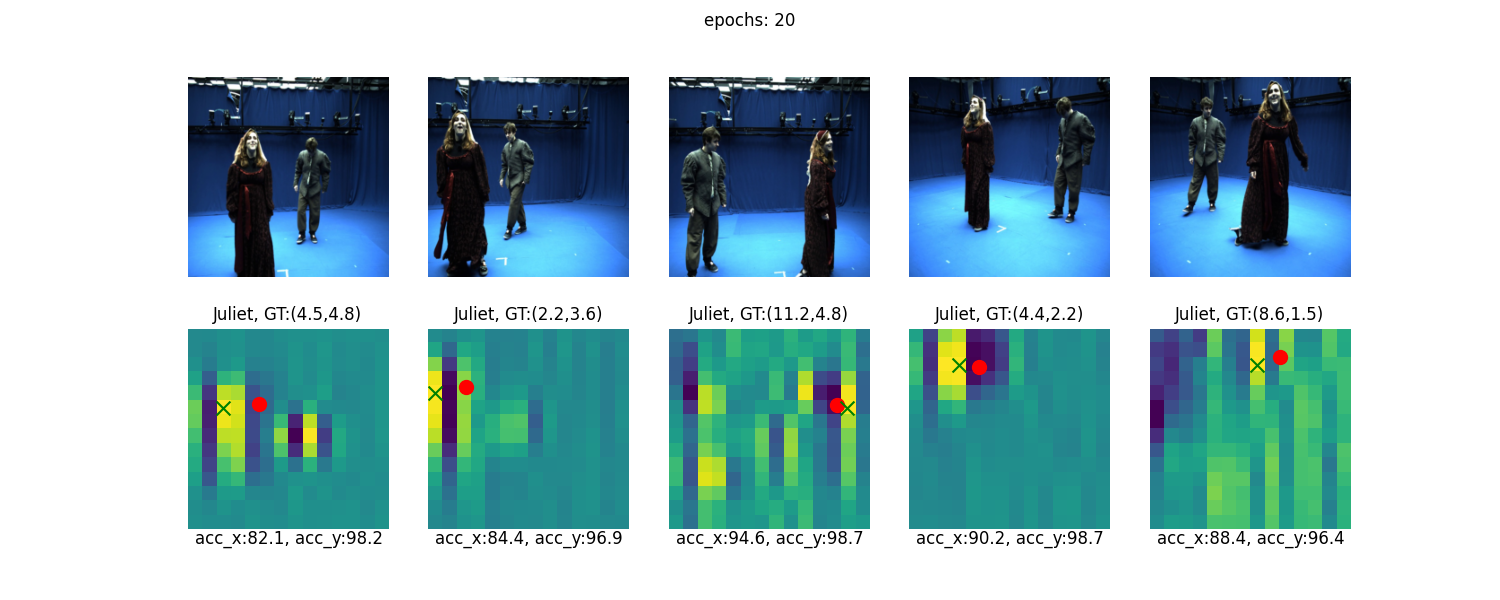 epochs: 20
Juliet, GT:(4.5,4.8)
Juliet, GT:(2.2,3.6)
Juliet, GT:(11.2,4.8)
Juliet, GT:(4.4,2.2)
Juliet, GT:(8.6,1.5)
acc_x:82.1, acc_y:98.2
acc_x:84.4, acc_y:96.9
acc_x:94.6, acc_y:98.7
acc_x:90.2, acc_y:98.7
acc_x:88.4, acc_y:96.4